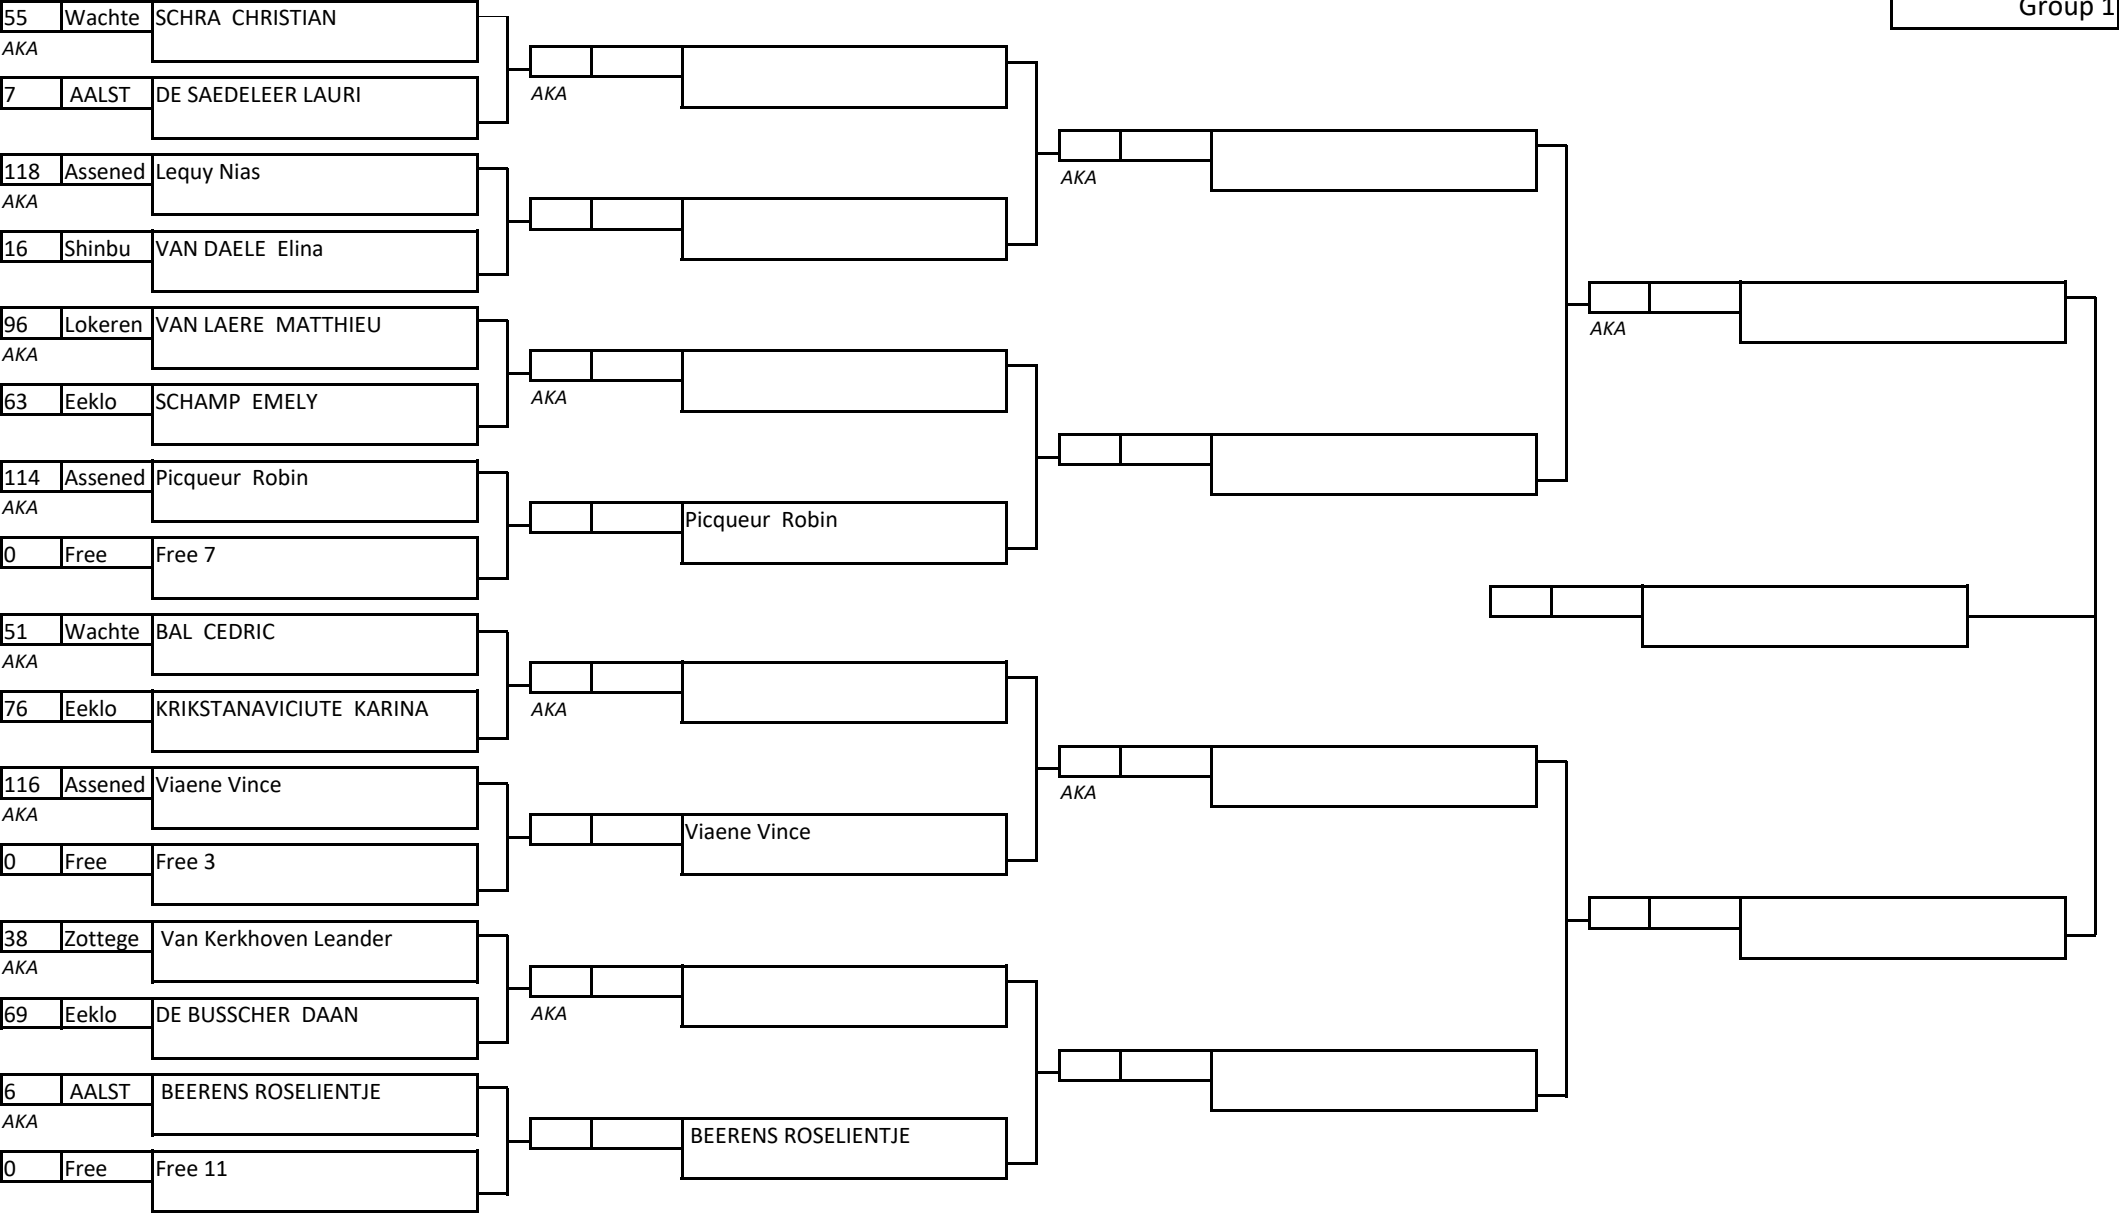 Group 1
55 Wachte SCHRA CHRISTIAN
AKA
7 AALST DE SAEDELEER LAURI
AKA
118 Assened Lequy Nias
AKA
AKA
16 Shinbu VAN DAELE Elina
96 Lokeren VAN LAERE MATTHIEU
AKA
AKA
63 Eeklo SCHAMP EMELY
AKA
114 Assened Picqueur Robin
AKA
Picqueur Robin
0 Free Free 7
51 Wachte BAL CEDRIC
AKA
76 Eeklo KRIKSTANAVICIUTE KARINA
AKA
116 Assened Viaene Vince
AKA
AKA
Viaene Vince
0 Free Free 3
38 Zottege Van Kerkhoven Leander
AKA
69 Eeklo DE BUSSCHER DAAN
AKA
6 AALST BEERENS ROSELIENTJE
AKA
BEERENS ROSELIENTJE
0 Free Free 11